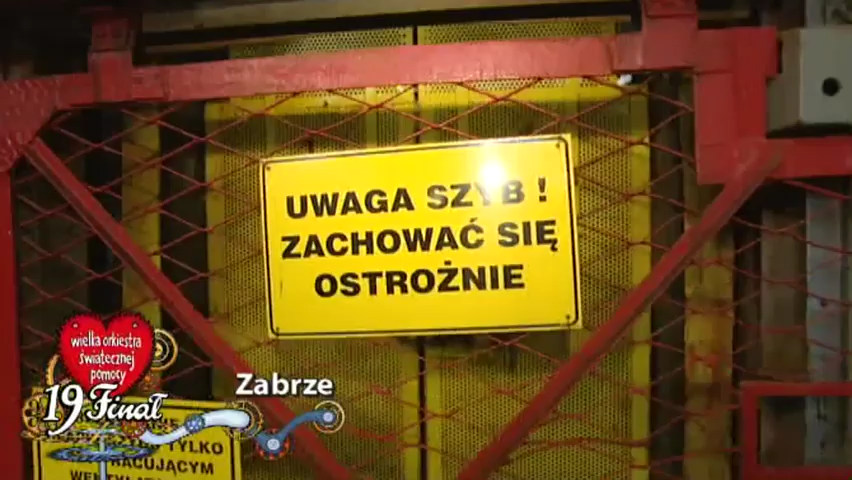 UWAGA SZYB !
ZACHOWAĆ SIĘ
OSTROŻNIE
wielka orkiestra
świątecznej
pomocy
19 Finał
Zabrze
TYLKO
PRACUJĄCYM